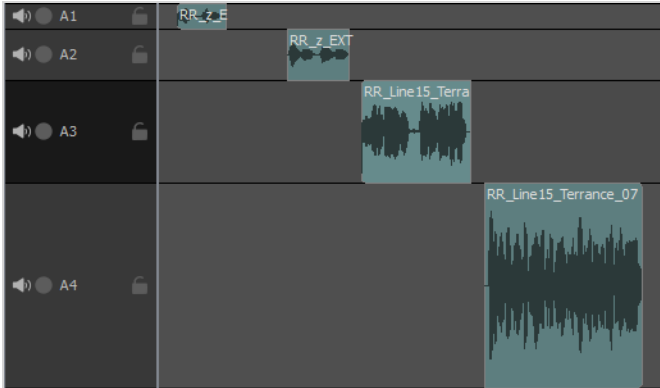 A1 RR_z_E
A2 RR_z_EXT
A3 RR_Line15_Terra
A4 RR_Line15_Terrance_07